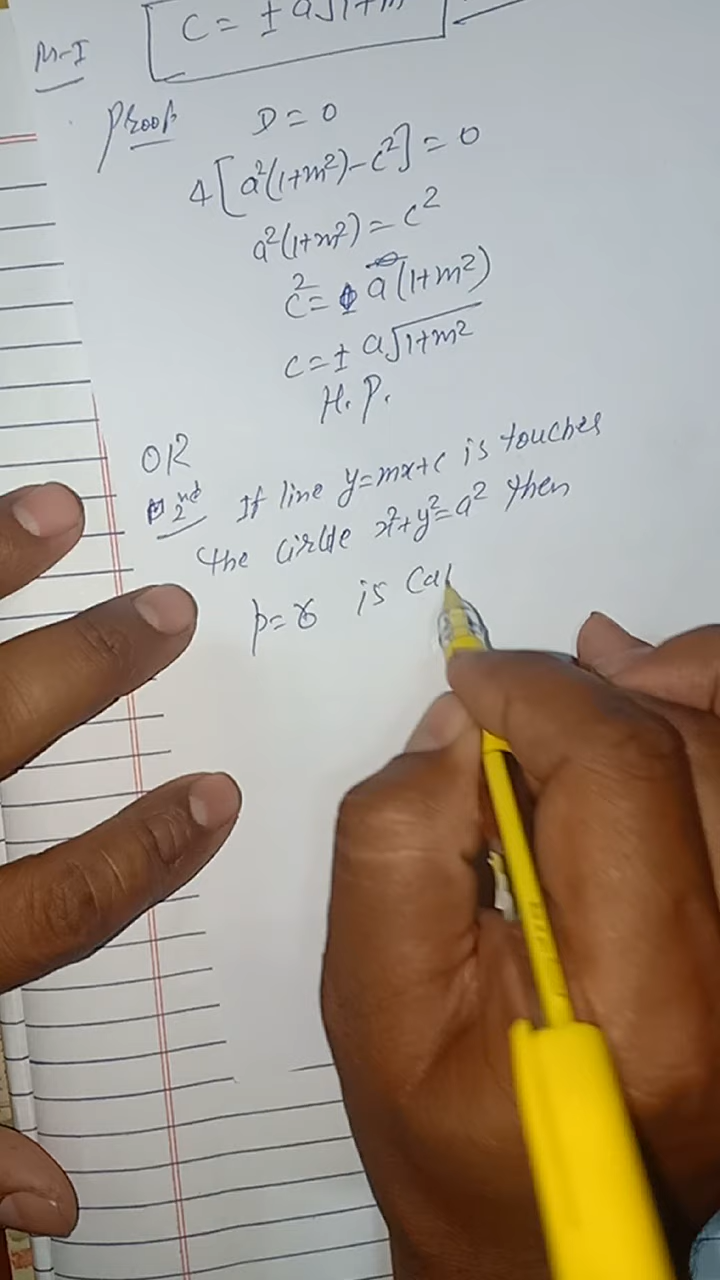 M-I
C = ± a√1+m
Proof D = 0
4[a²(1+m²)-c²] = 0
a²(1+m²) = c²
c² = a²(1+m²)
c = ± a√1+m²
H.P.
OR
2nd If line y=mx+c is touches
the circle x²+y²=a² then
p=r is cal